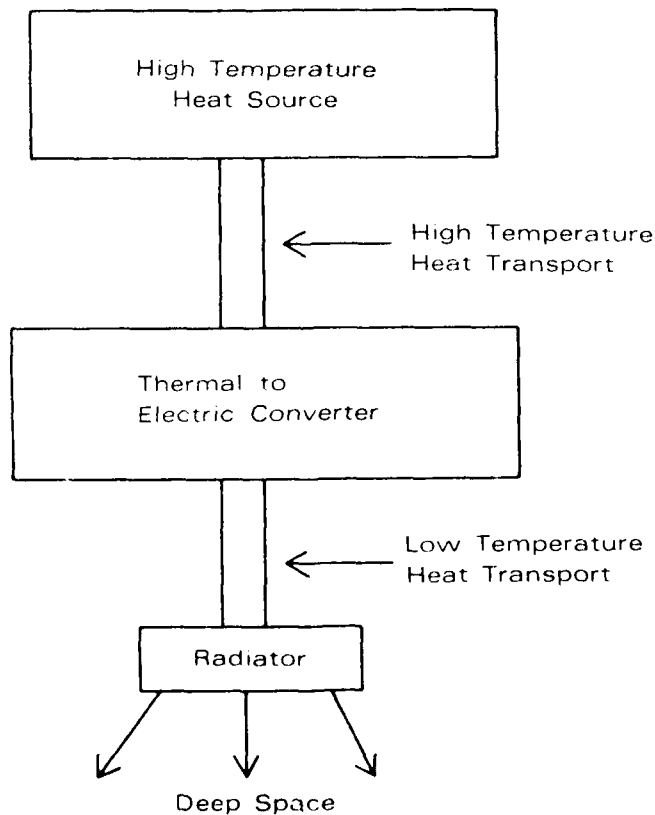 High Temperature
Heat Source
High Temperature
Heat Transport
Thermal to
Electric Converter
Low Temperature
Heat Transport
Radiator
Deep Space